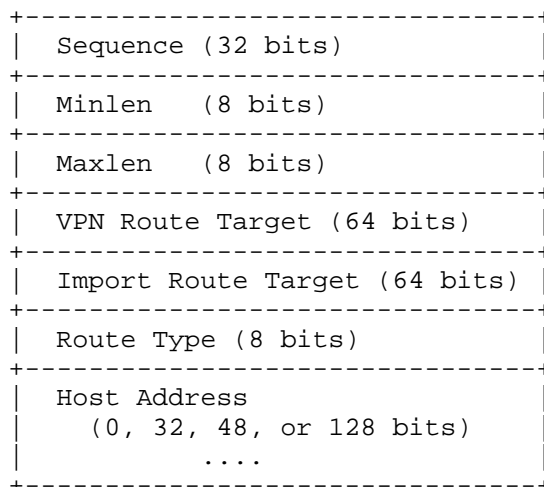 Sequence (32 bits)
Minlen (8 bits)
Maxlen (8 bits)
VPN Route Target (64 bits)
Import Route Target (64 bits)
Route Type (8 bits)
Host Address
(0, 32, 48, or 128 bits)
....